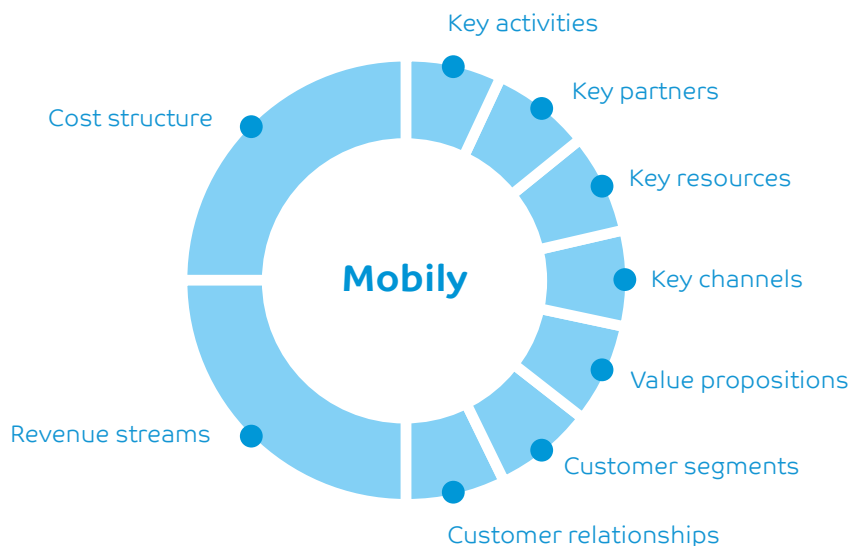 Key activities
Key partners
Cost structure
Key resources
Mobily
Key channels
Value propositions
Revenue streams
Customer segments
Customer relationships